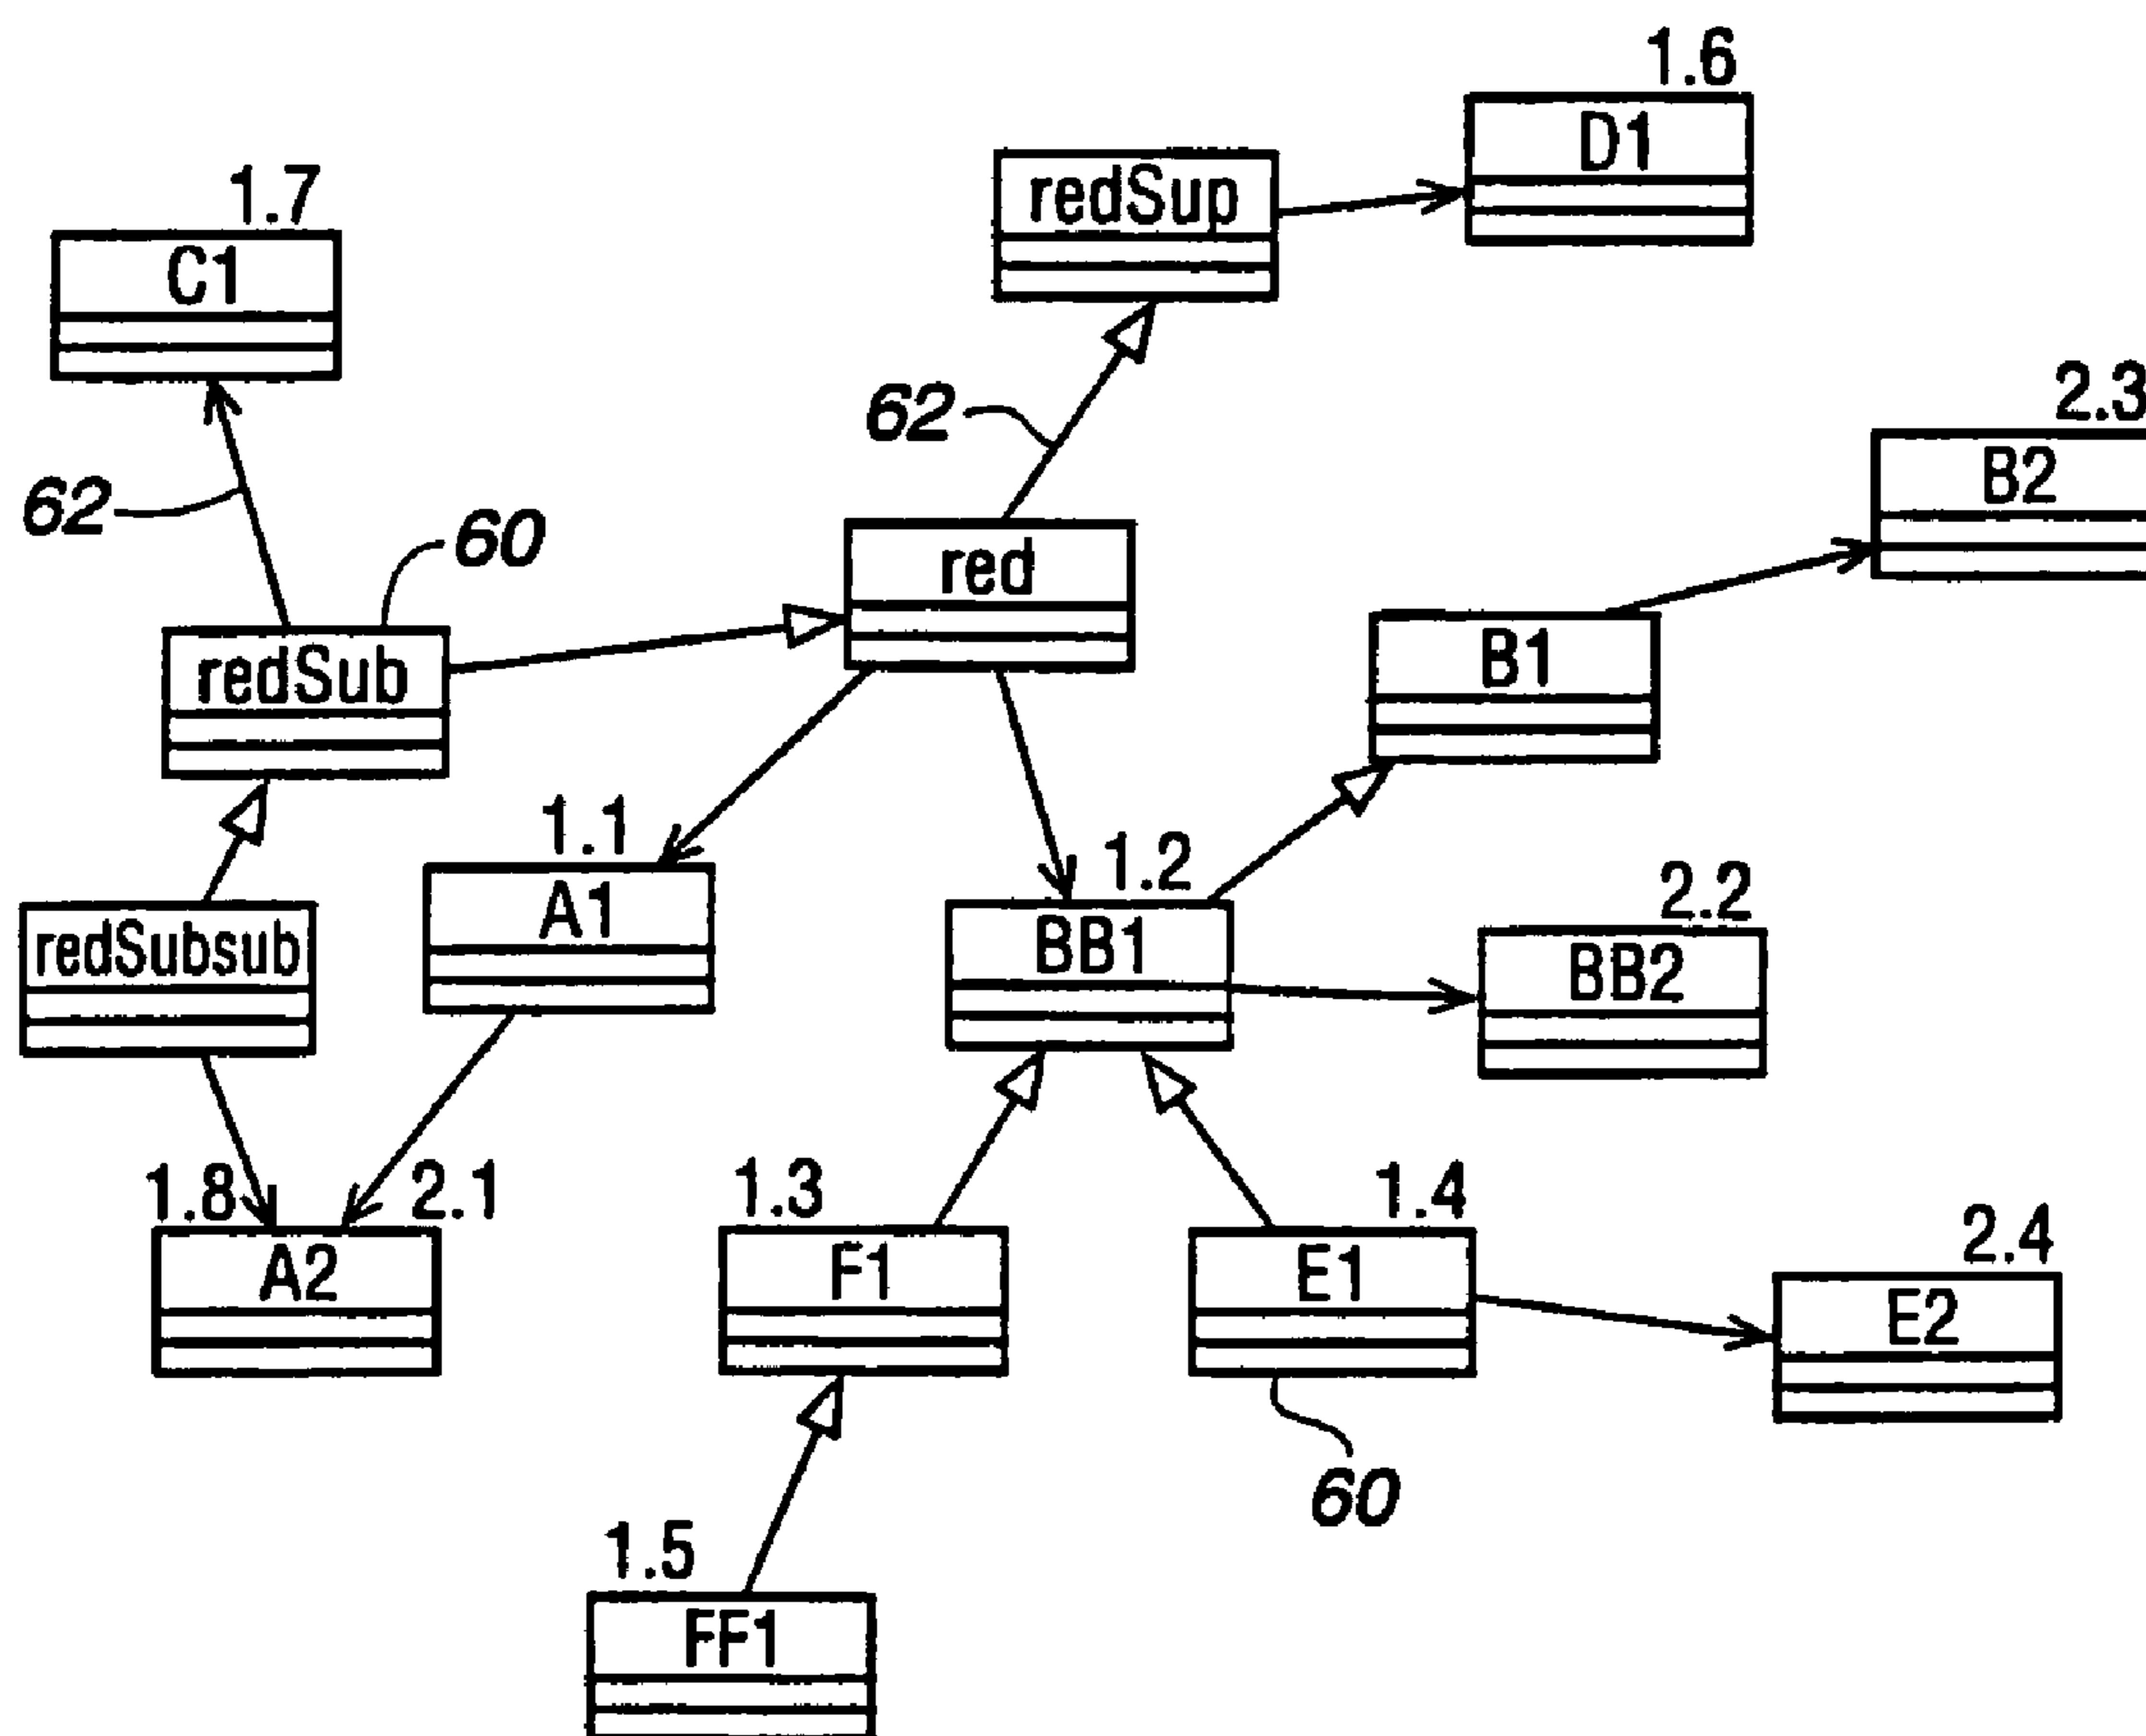 1.6
D1
redSup
1.7
C1
62
2.3
B2
62
60
red
B1
redSub
1.1
A1
1.2
BB1
2.2
BB2
redSubsub
1.8
2.1
A2
1.3
F1
1.4
E1
2.4
E2
60
1.5
FF1